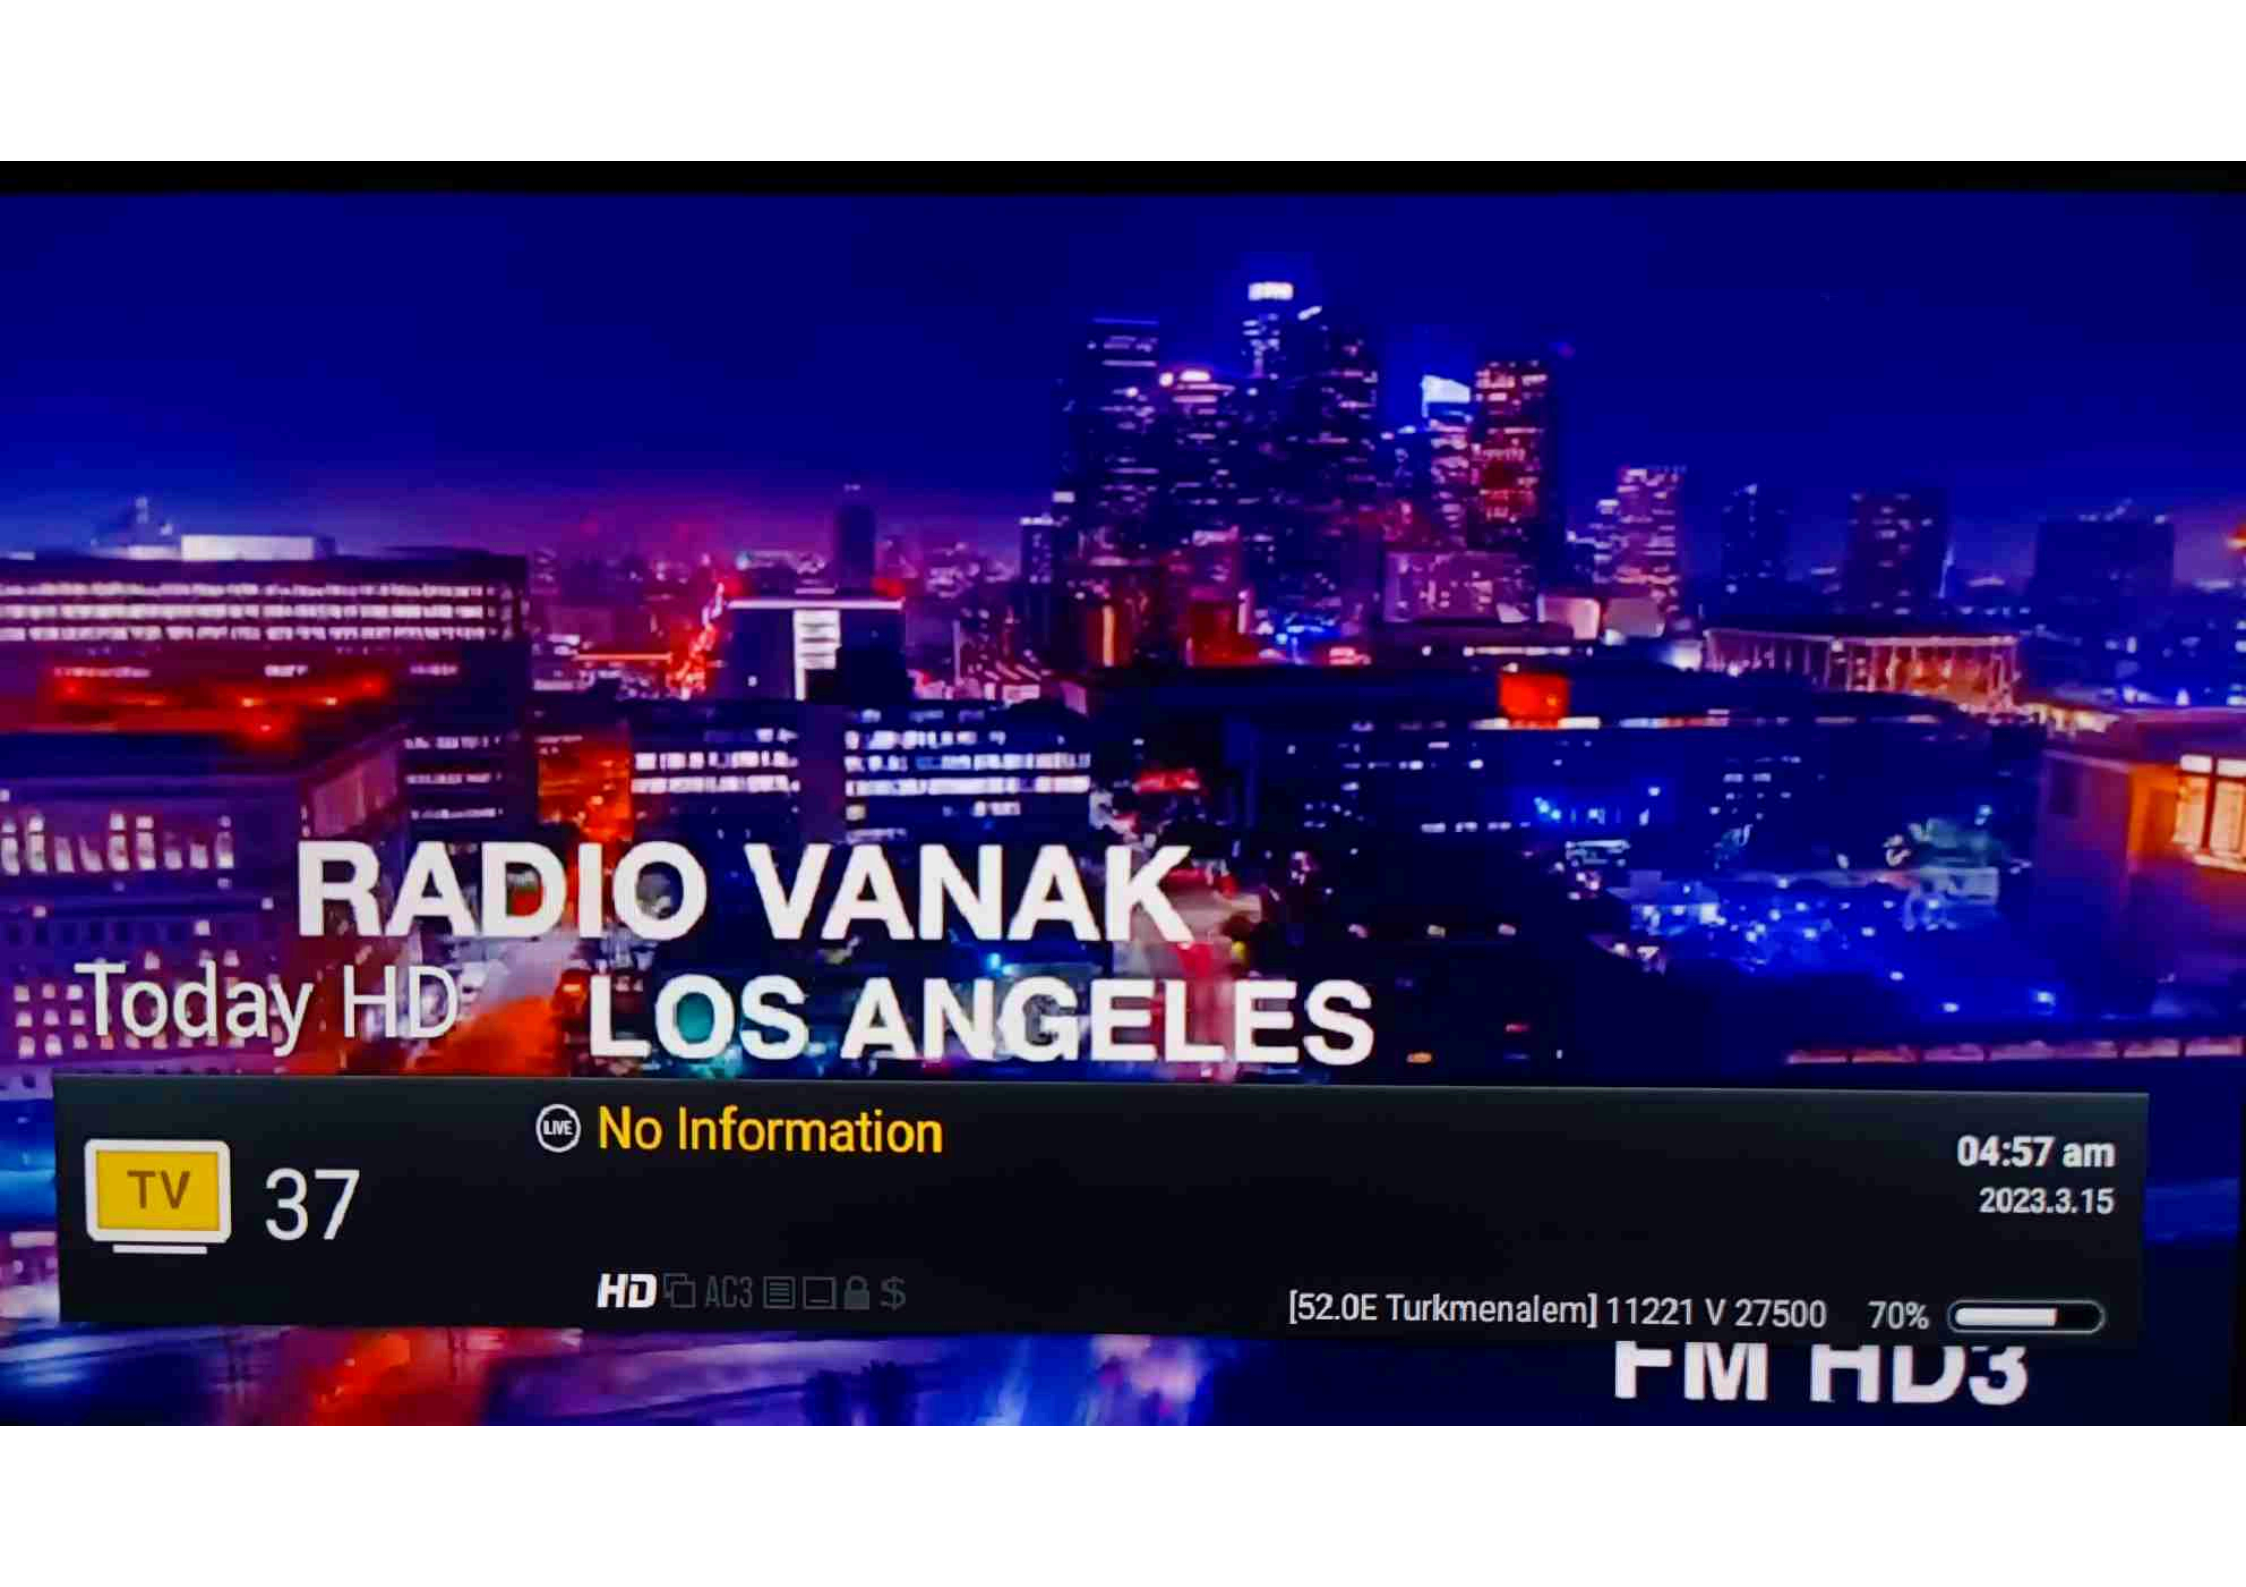 RADIO VANAK
Today HD
LOS ANGELES
LIVE No Information
TV 37
04:57 am
2023.3.15
HD AC3 $
[52.0E Turkmenalem] 11221 V 27500 70%
FM HD3